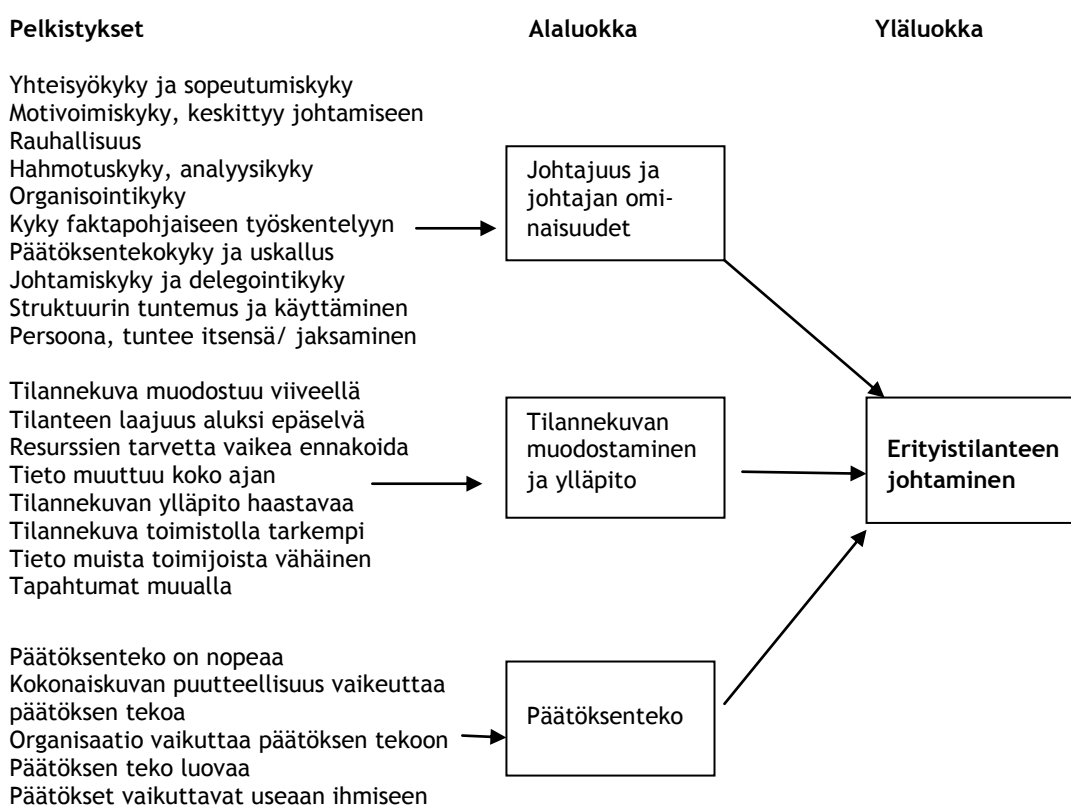 Pelkistykset Alaluokka Yläluokka
Yhteisyökyky ja sopeutumiskyky
Motivoimiskyky, keskittyy johtamiseen
Rauhallisuus
Hahmotuskyky, analyysikyky
Organisointikyky
Kyky faktapohjaiseen työskentelyyn
Päätöksentekokyky ja uskallus
Johtamiskyky ja delegointikyky
Struktuurin tuntemus ja käyttäminen
Persoona, tuntee itsensä/ jaksaminen
Johtajuus ja
johtajan omi-
naisuudet
Tilannekuva muodostuu viiveellä
Tilanteen laajuus aluksi epäselvä
Resurssien tarvetta vaikea ennakoida
Tieto muuttuu koko ajan
Tilannekuvan ylläpito haastavaa
Tilannekuva toimistolla tarkempi
Tieto muista toimijoista vähäinen
Tapahtumat muualla
Tilannekuvan
muodostaminen
ja ylläpito
Erityistilanteen
johtaminen
Päätöksenteko on nopeaa
Kokonaiskuvan puutteellisuus vaikeuttaa
päätöksen tekoa
Organisaatio vaikuttaa päätöksen tekoon
Päätöksen teko luovaa
Päätökset vaikuttavat useaan ihmiseen
Päätöksenteko